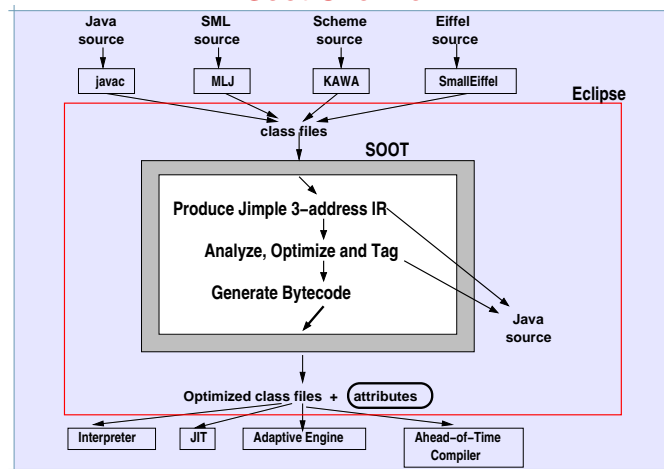 Java SML Scheme Eiffel
source source source source
javac MLJ KAWA SmallEiffel
Eclipse
class files
SOOT
Produce Jimple 3−address IR
Analyze, Optimize and Tag
Generate Bytecode
Java
source
Optimized class files + attributes
Interpreter JIT Adaptive Engine Ahead−of−Time
Compiler